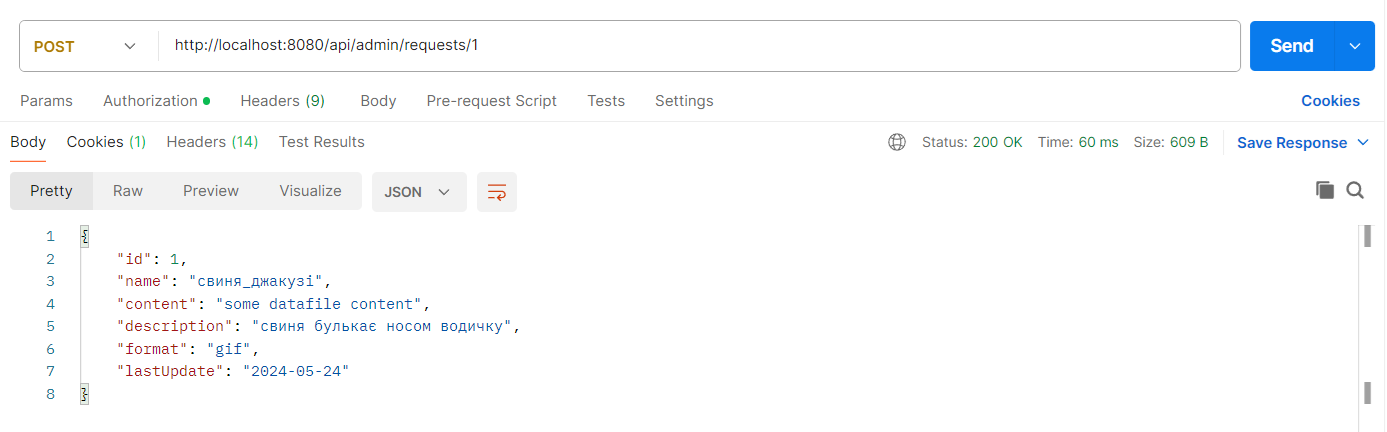 POST http://localhost:8080/api/admin/requests/1 Send
Params Authorization Headers (9) Body Pre-request Script Tests Settings Cookies
Body Cookies (1) Headers (14) Test Results Status: 200 OK Time: 60 ms Size: 609 B Save Response
Pretty Raw Preview Visualize JSON
1 {
2 "id": 1,
3 "name": "свиня_джакузі",
4 "content": "some datafile content",
5 "description": "свиня булькає носом водичку",
6 "format": "gif",
7 "lastUpdate": "2024-05-24"
8 }